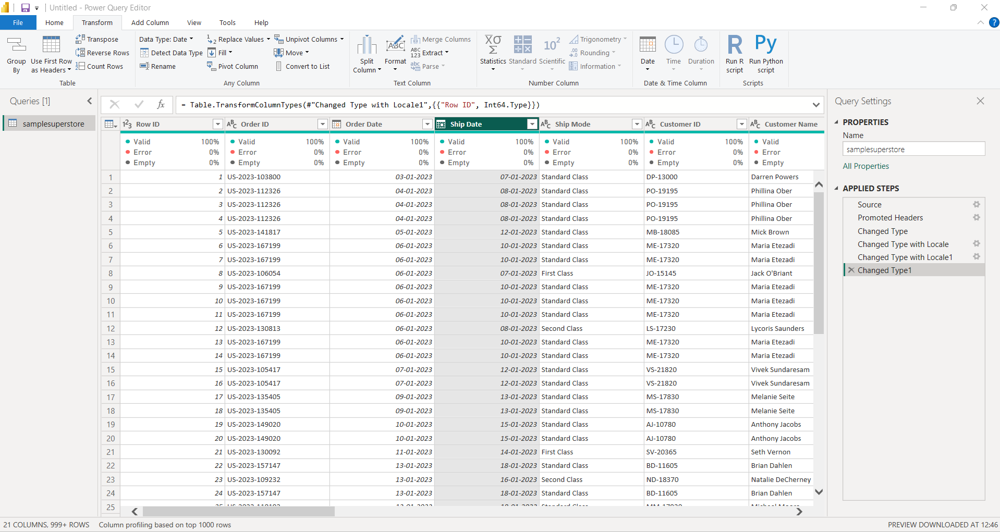 Untitled - Power Query Editor
File Home Transform Add Column View Tools Help
Group By
Use First Row as Headers
Transpose
Reverse Rows
Count Rows
Table
Data Type: Date
Detect Data Type
Rename
Replace Values
Fill
Pivot Column
Unpivot Columns
Move
Convert to List
Any Column
Split Column
Format
Merge Columns
Extract
Parse
Text Column
Statistics
Standard
Scientific
Trigonometry
Rounding
Information
Number Column
Date
Time
Duration
Date & Time Column
Run R script
Run Python script
Scripts
Queries [1]
samplesuperstore
= Table.TransformColumnTypes(#"Changed Type with Locale1",{{"Row ID", Int64.Type}})
Row ID Order ID Order Date Ship Date Ship Mode Customer ID Customer Name
Valid 100% Valid 100% Valid 100% Valid 100% Valid 100% Valid 100% Valid
Error 0% Error 0% Error 0% Error 0% Error 0% Error 0% Error
Empty 0% Empty 0% Empty 0% Empty 0% Empty 0% Empty 0% Empty
1 1 US-2023-103800 03-01-2023 07-01-2023 Standard Class DP-13000 Darren Powers
2 2 US-2023-112326 04-01-2023 08-01-2023 Standard Class PO-19195 Phillina Ober
3 3 US-2023-112326 04-01-2023 08-01-2023 Standard Class PO-19195 Phillina Ober
4 4 US-2023-112326 04-01-2023 08-01-2023 Standard Class PO-19195 Phillina Ober
5 5 US-2023-141817 05-01-2023 12-01-2023 Standard Class MB-18085 Mick Brown
6 6 US-2023-167199 06-01-2023 10-01-2023 Standard Class ME-17320 Maria Etezadi
7 7 US-2023-167199 06-01-2023 10-01-2023 Standard Class ME-17320 Maria Etezadi
8 8 US-2023-106054 06-01-2023 07-01-2023 First Class JO-15145 Jack O'Briant
9 9 US-2023-167199 06-01-2023 10-01-2023 Standard Class ME-17320 Maria Etezadi
10 10 US-2023-167199 06-01-2023 10-01-2023 Standard Class ME-17320 Maria Etezadi
11 11 US-2023-167199 06-01-2023 10-01-2023 Standard Class ME-17320 Maria Etezadi
12 12 US-2023-130813 06-01-2023 08-01-2023 Second Class LS-17230 Lycoris Saunders
13 13 US-2023-167199 06-01-2023 10-01-2023 Standard Class ME-17320 Maria Etezadi
14 14 US-2023-167199 06-01-2023 10-01-2023 Standard Class ME-17320 Maria Etezadi
15 15 US-2023-105417 07-01-2023 12-01-2023 Standard Class VS-21820 Vivek Sundaresam
16 16 US-2023-105417 07-01-2023 12-01-2023 Standard Class VS-21820 Vivek Sundaresam
17 17 US-2023-135405 09-01-2023 13-01-2023 Standard Class MS-17830 Melanie Seite
18 18 US-2023-135405 09-01-2023 13-01-2023 Standard Class MS-17830 Melanie Seite
19 19 US-2023-149020 10-01-2023 15-01-2023 Standard Class AJ-10780 Anthony Jacobs
20 20 US-2023-149020 10-01-2023 15-01-2023 Standard Class AJ-10780 Anthony Jacobs
21 21 US-2023-130092 11-01-2023 14-01-2023 First Class SV-20365 Seth Vernon
22 22 US-2023-157147 13-01-2023 18-01-2023 Standard Class BD-11605 Brian Dahlen
23 23 US-2023-109232 13-01-2023 16-01-2023 Second Class ND-18370 Natalie DeCherney
24 24 US-2023-157147 13-01-2023 18-01-2023 Standard Class BD-11605 Brian Dahlen
25
Query Settings
PROPERTIES
Name
samplesuperstore
All Properties
APPLIED STEPS
Source
Promoted Headers
Changed Type
Changed Type with Locale
Changed Type with Locale1
Changed Type1
21 COLUMNS, 999+ ROWS Column profiling based on top 1000 rows PREVIEW DOWNLOADED AT 12:46